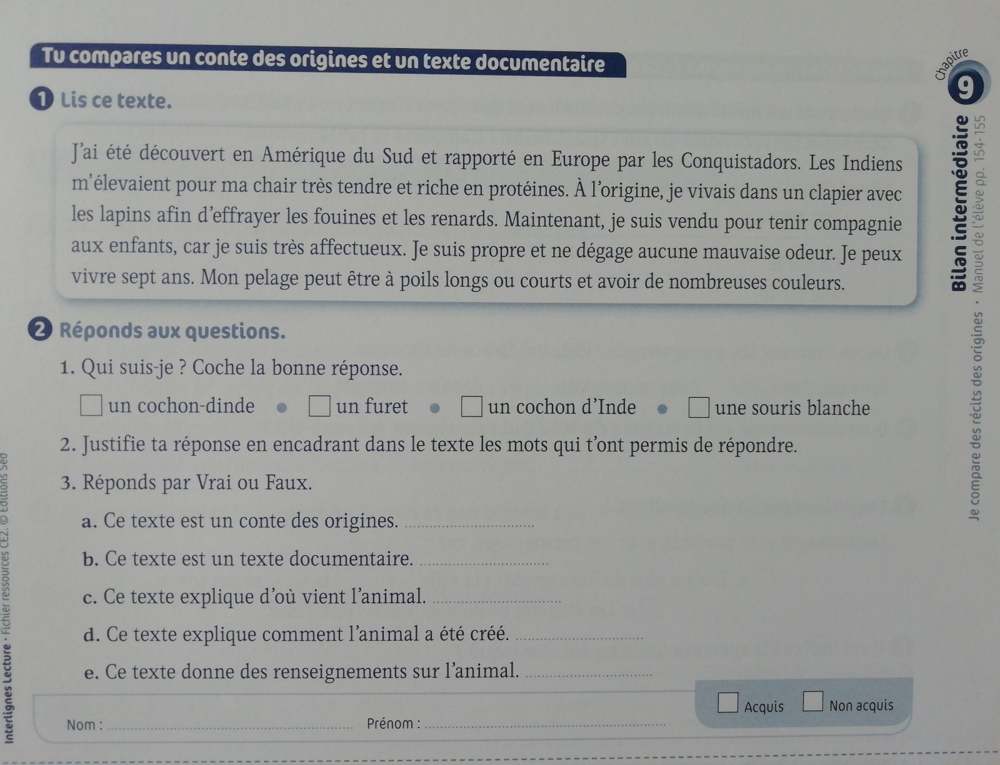 Tu compares un conte des origines et un texte documentaire
1 Lis ce texte.
J'ai été découvert en Amérique du Sud et rapporté en Europe par les Conquistadors. Les Indiens
m'élevaient pour ma chair très tendre et riche en protéines. À l'origine, je vivais dans un clapier avec
les lapins afin d'effrayer les fouines et les renards. Maintenant, je suis vendu pour tenir compagnie
aux enfants, car je suis très affectueux. Je suis propre et ne dégage aucune mauvaise odeur. Je peux
vivre sept ans. Mon pelage peut être à poils longs ou courts et avoir de nombreuses couleurs.
2 Réponds aux questions.
1. Qui suis-je ? Coche la bonne réponse.
un cochon-dinde • un furet • un cochon d'Inde • une souris blanche
2. Justifie ta réponse en encadrant dans le texte les mots qui t'ont permis de répondre.
3. Réponds par Vrai ou Faux.
a. Ce texte est un conte des origines.
b. Ce texte est un texte documentaire.
c. Ce texte explique d'où vient l'animal.
d. Ce texte explique comment l'animal a été créé.
e. Ce texte donne des renseignements sur l'animal.
Nom : Prénom :
Acquis Non acquis
Chapitre
9
Bilan intermédiaire
Je compare des récits des origines • Manuel de l'élève pp. 154-155
Interlignes Lecture • Fichier ressources CE2. © Éditions Sed